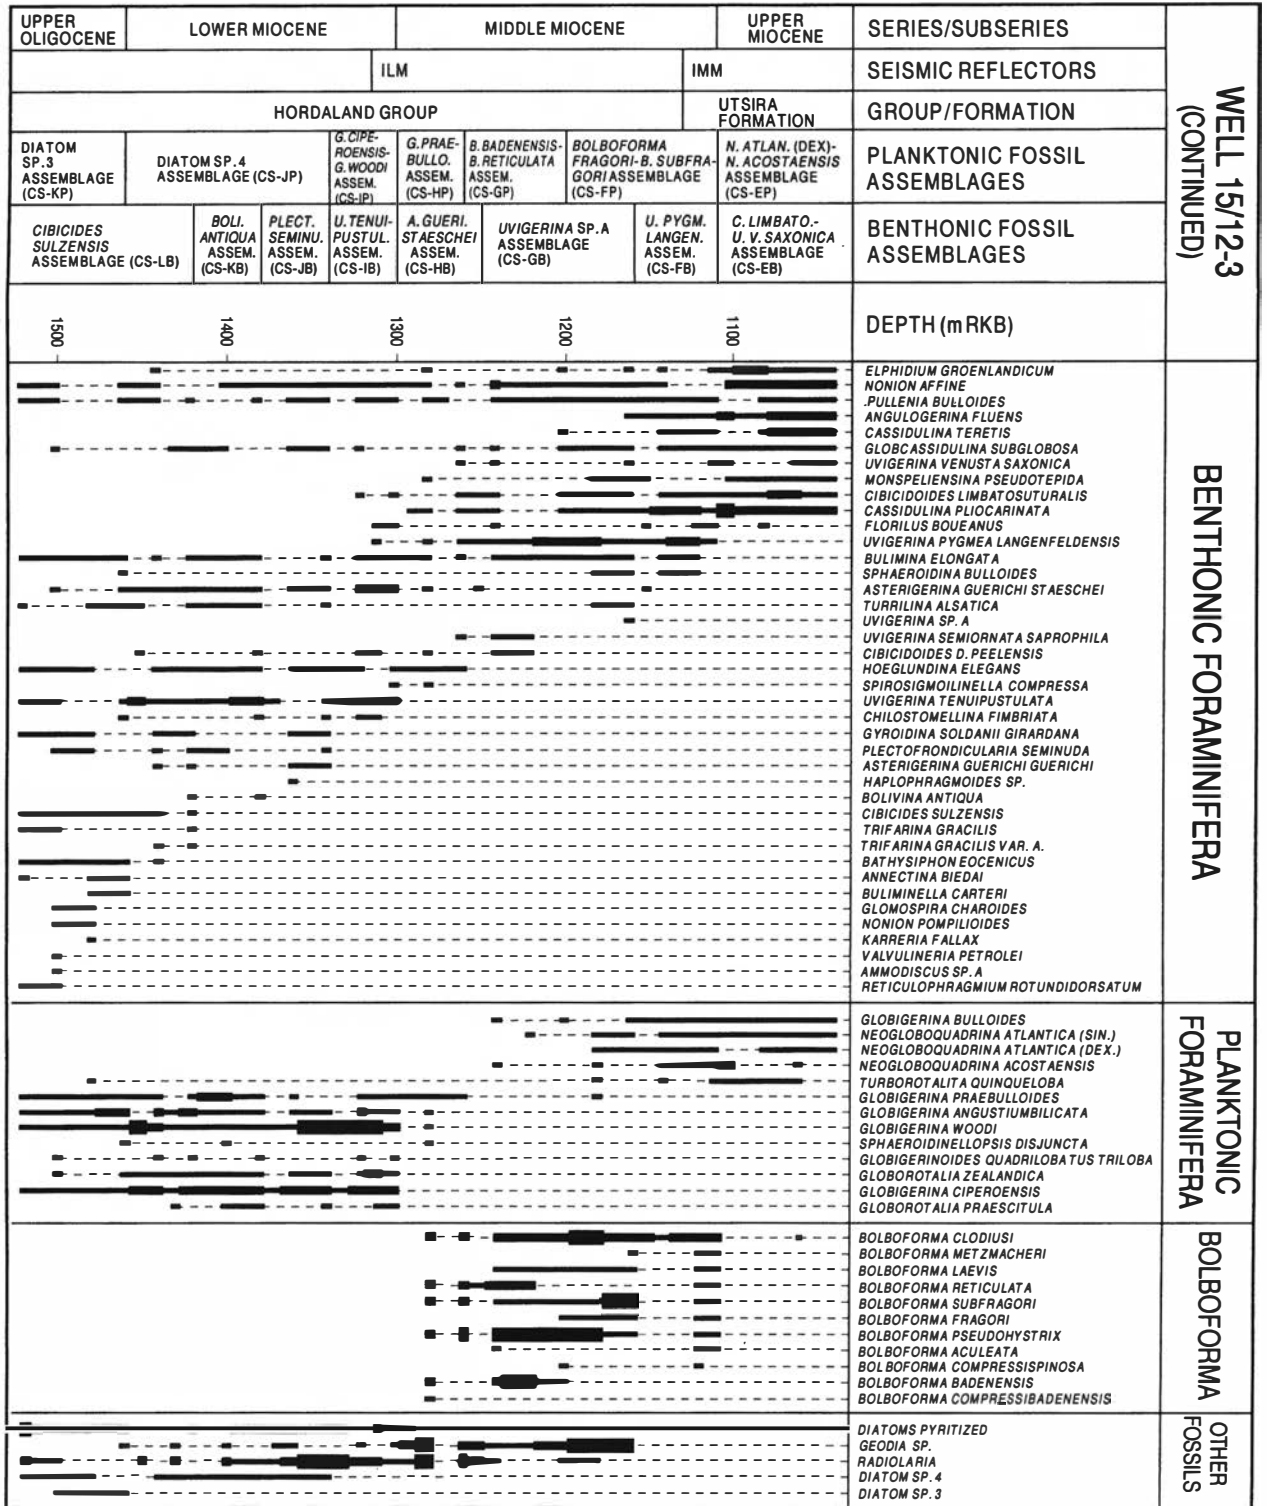 UPPER
OLIGOCENE
LOWER MIOCENE
MIDDLE MIOCENE
UPPER
MIOCENE
SERIES/SUBSERIES
ILM
IMM
SEISMIC REFLECTORS
HORDALAND GROUP
UTSIRA
FORMATION
GROUP/FORMATION
DIATOM
SP.3
ASSEMBLAGE
(CS-KP)
DIATOM SP.4
ASSEMBLAGE (CS-JP)
G.CIPE-
ROENSIS-
G.WOODI
ASSEM.
(CS-IP)
G.PRAE-
BULLO.
ASSEM.
(CS-HP)
B.BADENENSIS-
B.RETICULATA
ASSEM.
(CS-GP)
BOLBOFORMA
FRAGORI-B.SUBFRA-
GORI ASSEMBLAGE
(CS-FP)
N.ATLAN.(DEX)-
N.ACOSTAENSIS
ASSEMBLAGE
(CS-EP)
PLANKTONIC FOSSIL
ASSEMBLAGES
CIBICIDES
SULZENSIS
ASSEMBLAGE (CS-LB)
BOLI.
ANTIQUA
ASSEM.
(CS-KB)
PLECT.
SEMINU.
ASSEM.
(CS-JB)
U.TENUI-
PUSTUL.
ASSEM.
(CS-IB)
A.GUERI.
STAESCHEI
ASSEM.
(CS-HB)
UVIGERINA SP.A
ASSEMBLAGE
(CS-GB)
U. PYGM.
LANGEN.
ASSEM.
(CS-FB)
C.LIMBATO.-
U.V.SAXONICA
ASSEMBLAGE
(CS-EB)
BENTHONIC FOSSIL
ASSEMBLAGES
WELL 15/12-3
(CONTINUED)
1500
1400
1300
1200
1100
DEPTH (mRKB)
ELPHIDIUM GROENLANDICUM
NONION AFFINE
.PULLENIA BULLOIDES
ANGULOGERINA FLUENS
CASSIDULINA TERETIS
GLOBCASSIDULINA SUBGLOBOSA
UVIGERINA VENUSTA SAXONICA
MONSPELIENSINA PSEUDOTEPIDA
CIBICIDOIDES LIMBATOSUTURALIS
CASSIDULINA PLIOCARINATA
FLORILUS BOUEANUS
UVIGERINA PYGMEA LANGENFELDENSIS
BULIMINA ELONGATA
SPHAEROIDINA BULLOIDES
ASTERIGERINA GUERICHI STAESCHEI
TURRILINA ALSATICA
UVIGERINA SP.A
UVIGERINA SEMIORNATA SAPROPHILA
CIBICIDOIDES D.PEELENSIS
HOEGLUNDINA ELEGANS
SPIROSIGMOILINELLA COMPRESSA
UVIGERINA TENUIPUSTULATA
CHILOSTOMELLINA FIMBRIATA
GYROIDINA SOLDANII GIRARDANA
PLECTOFRONDICULARIA SEMINUDA
ASTERIGERINA GUERICHI GUERICHI
HAPLOPHRAGMOIDES SP.
BOLIVINA ANTIQUA
CIBICIDES SULZENSIS
TRIFARINA GRACILIS
TRIFARINA GRACILIS VAR. A.
BATHYSIPHON EOCENICUS
ANNECTINA BIEDAI
BULIMINELLA CARTERI
GLOMOSPIRA CHAROIDES
NONION POMPILIOIDES
KARRERIA FALLAX
VALVULINERIA PETROLEI
AMMODISCUS SP.A
RETICULOPHRAGMIUM ROTUNDIDORSATUM
BENTHONIC FORAMINIFERA
GLOBIGERINA BULLOIDES
NEOGLOBOQUADRINA ATLANTICA (SIN.)
NEOGLOBOQUADRINA ATLANTICA (DEX.)
NEOGLOBOQUADRINA ACOSTAENSIS
TURBOROTALITA QUINQUELOBA
GLOBIGERINA PRAEBULLOIDES
GLOBIGERINA ANGUSTIUMBILICATA
GLOBIGERINA WOODI
SPHAEROIDINELLOPSIS DISJUNCTA
GLOBIGERINOIDES QUADRILOBATUS TRILOBA
GLOBOROTALIA ZEALANDICA
GLOBIGERINA CIPEROENSIS
GLOBOROTALIA PRAESCITULA
PLANKTONIC
FORAMINIFERA
BOLBOFORMA CLODIUSI
BOLBOFORMA METZMACHERI
BOLBOFORMA LAEVIS
BOLBOFORMA RETICULATA
BOLBOFORMA SUBFRAGORI
BOLBOFORMA FRAGORI
BOLBOFORMA PSEUDOHYSTRIX
BOLBOFORMA ACULEATA
BOLBOFORMA COMPRESSISPINOSA
BOLBOFORMA BADENENSIS
BOLBOFORMA COMPRESSIBADENENSIS
BOLBOFORMA
DIATOMS PYRITIZED
GEODIA SP.
RADIOLARIA
DIATOM SP.4
DIATOM SP.3
OTHER
FOSSILS